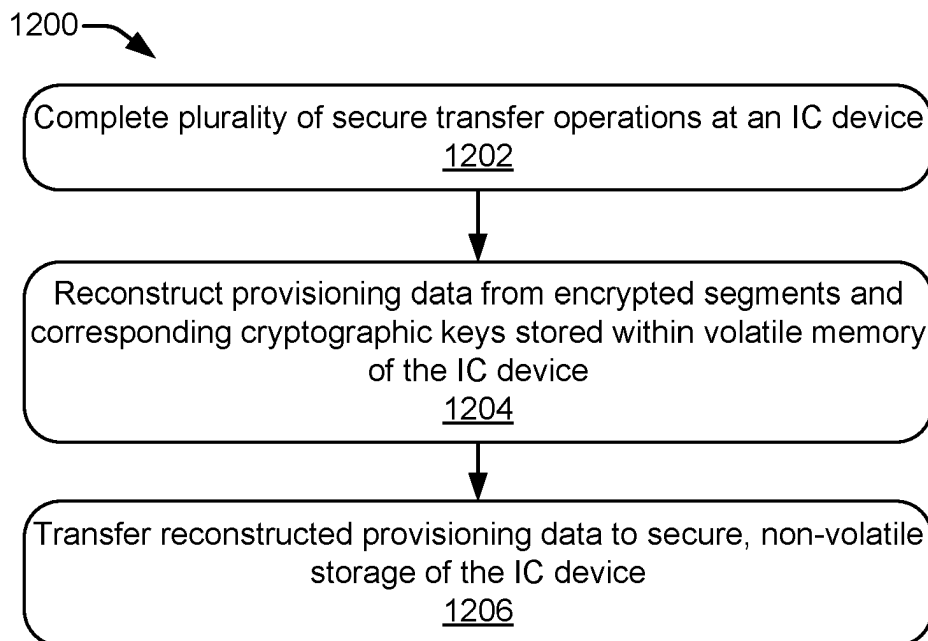 1200
Complete plurality of secure transfer operations at an IC device
1202
Reconstruct provisioning data from encrypted segments and
corresponding cryptographic keys stored within volatile memory
of the IC device
1204
Transfer reconstructed provisioning data to secure, non-volatile
storage of the IC device
1206